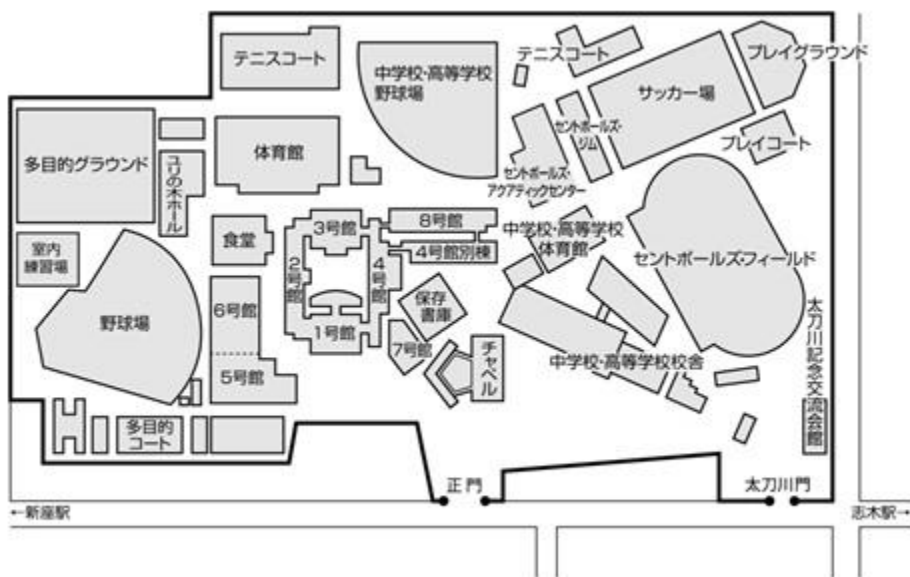 テニスコート
中学校・高等学校
野球場
テニスコート
プレイグラウンド
サッカー場
多目的グラウンド
ユリの木ホール
体育館
セントポールズ・
ジム
プレイコート
セントポールズ・
アクアティックセンター
3号館
8号館
中学校・高等学校
体育館
室内
練習場
食堂
2号館
4号館
4号館別棟
セントポールズ・フィールド
野球場
6号館
保存
書庫
1号館
7号館
チャペル
5号館
中学校・高等学校校舎
太刀川記念交流会館
多目的
コート
正門
太刀川門
←新座駅
志木駅→